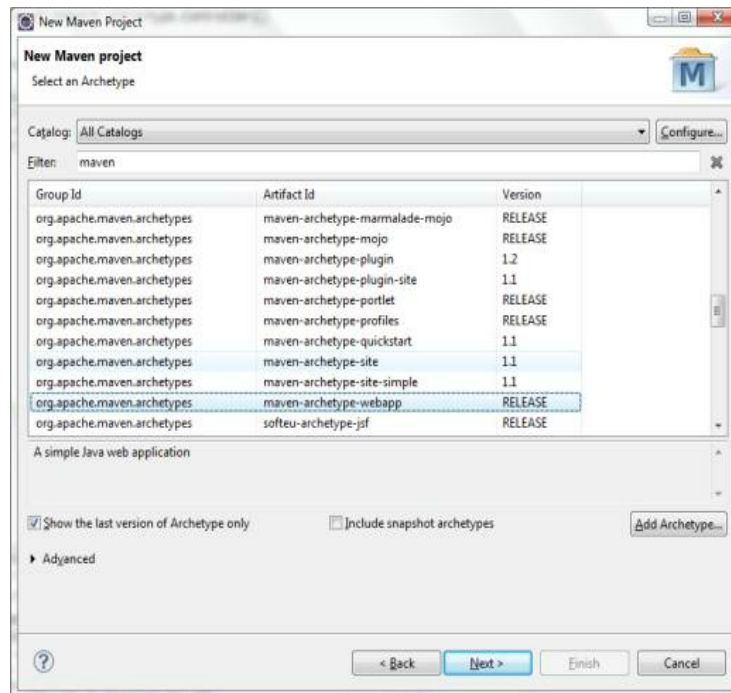 New Maven Project
New Maven project
Select an Archetype
M
Catalog: All Catalogs Configure...
Filter: maven
Group Id Artifact Id Version
org.apache.maven.archetypes maven-archetype-marmalade-mojo RELEASE
org.apache.maven.archetypes maven-archetype-mojo RELEASE
org.apache.maven.archetypes maven-archetype-plugin 1.2
org.apache.maven.archetypes maven-archetype-plugin-site 1.1
org.apache.maven.archetypes maven-archetype-portlet RELEASE
org.apache.maven.archetypes maven-archetype-profiles RELEASE
org.apache.maven.archetypes maven-archetype-quickstart 1.1
org.apache.maven.archetypes maven-archetype-site 1.1
org.apache.maven.archetypes maven-archetype-site-simple 1.1
org.apache.maven.archetypes maven-archetype-webapp RELEASE
org.apache.maven.archetypes softeu-archetype-jsf RELEASE
A simple Java web application
Show the last version of Archetype only Include snapshot archetypes Add Archetype...
Advanced
? < Back Next > Finish Cancel